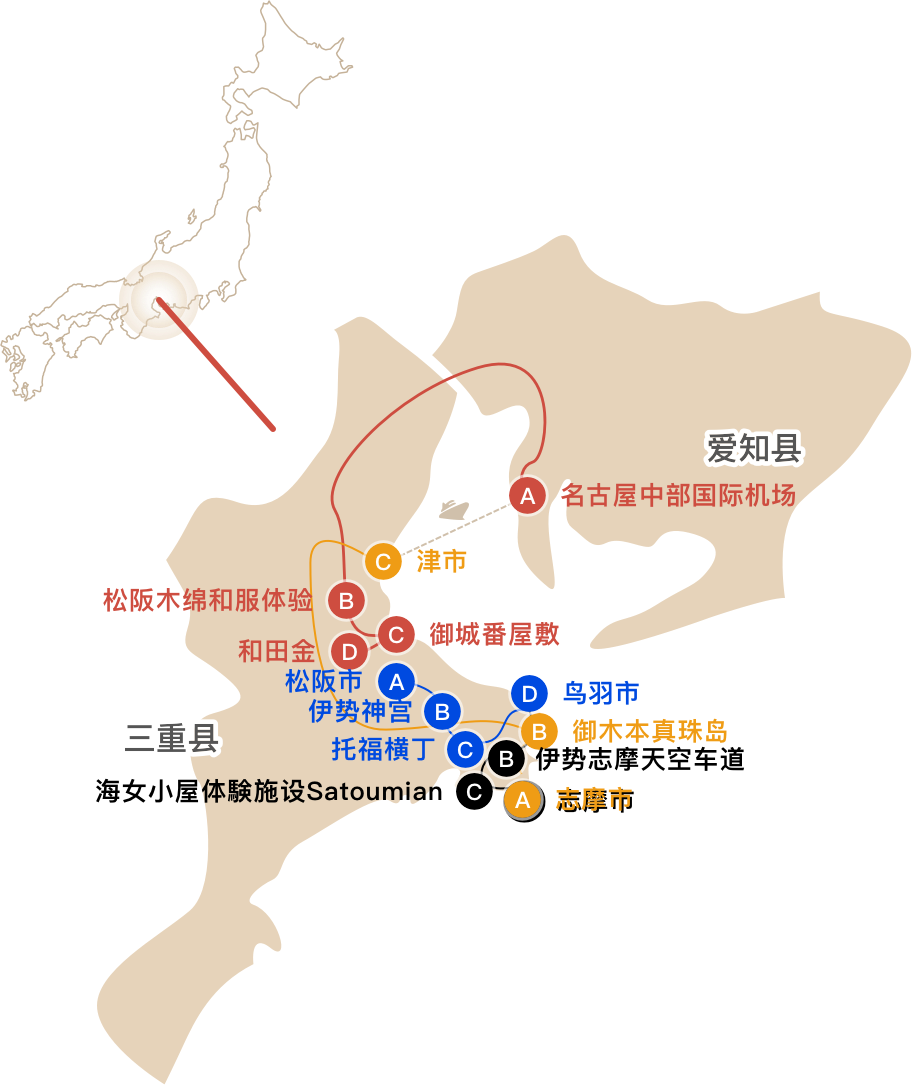 爱知县
A 名古屋中部国际机场
C 津市
松阪木绵和服体验 B
C 御城番屋敷
和田金 D
松阪市 A
D 鸟羽市
伊势神宫 B
三重县
B 御木本真珠岛
托福横丁 C
B 伊势志摩天空车道
海女小屋体験施设Satoumian C
A 志摩市